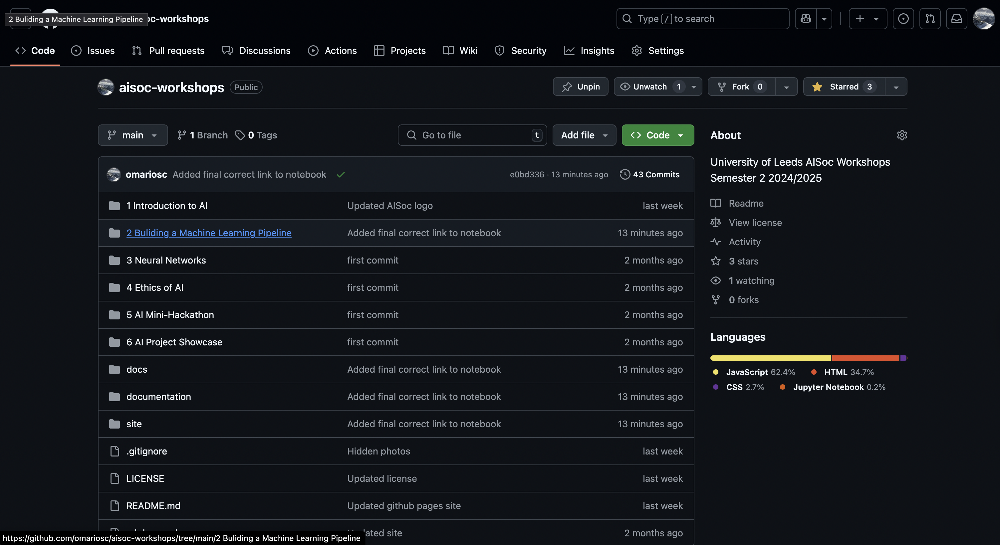 2 Buliding a Machine Learning Pipeline
oc-workshops
Type / to search
Code Issues Pull requests Discussions Actions Projects Wiki Security Insights Settings
aisoc-workshops Public
Unpin Unwatch 1 Fork 0 Starred 3
main 1 Branch 0 Tags Go to file t Add file Code
omariosc Added final correct link to notebook e0bd336 · 13 minutes ago 43 Commits
1 Introduction to AI Updated AISoc logo last week
2 Buliding a Machine Learning Pipeline Added final correct link to notebook 13 minutes ago
3 Neural Networks first commit 2 months ago
4 Ethics of AI first commit 2 months ago
5 AI Mini-Hackathon first commit 2 months ago
6 AI Project Showcase first commit 2 months ago
docs Added final correct link to notebook 13 minutes ago
documentation Added final correct link to notebook 13 minutes ago
site Added final correct link to notebook 13 minutes ago
.gitignore Hidden photos last week
LICENSE Updated license last week
README.md Updated github pages site last week
site 2 months ago
https://github.com/omariosc/aisoc-workshops/tree/main/2 Buliding a Machine Learning Pipeline
About
University of Leeds AISoc Workshops
Semester 2 2024/2025
Readme
View license
Activity
3 stars
1 watching
0 forks
Languages
JavaScript 62.4% HTML 34.7%
CSS 2.7% Jupyter Notebook 0.2%